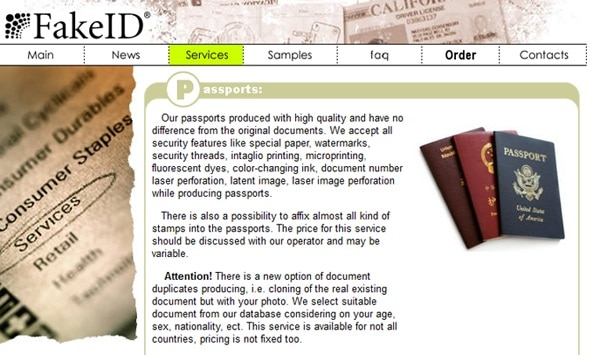 FakeID®
CALIFORNIA
DRIVER LICENSE
Main News Services Samples faq Order Contacts
Passports:
Our passports produced with high quality and have no
difference from the original documents. We accept all
security features like special paper, watermarks,
security threads, intaglio printing, microprinting,
fluorescent dyes, color-changing ink, document number
laser perforation, latent image, laser image perforation
while producing passports.
There is also a possibility to affix almost all kind of
stamps into the passports. The price for this service
should be discussed with our operator and may be
variable.
Attention! There is a new option of document
duplicates producing, i.e. cloning of the real existing
document but with your photo. We select suitable
document from our database considering on your age,
sex, nationality, ect. This service is available for not all
countries, pricing is not fixed too.
Consumer Durables
Consumer Staples
Services
Retail
Health
PASSPORT
United States
of America